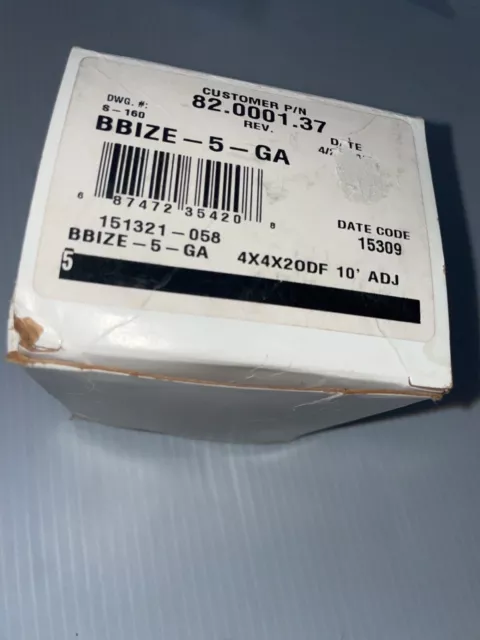 CUSTOMER P/N
DWG. #: 82.0001.37
S-160 REV. DATE
BBIZE-5-GA 4/
6 87472 35420 8
151321-058 DATE CODE
BBIZE-5-GA 15309
4X4X20DF 10' ADJ
5